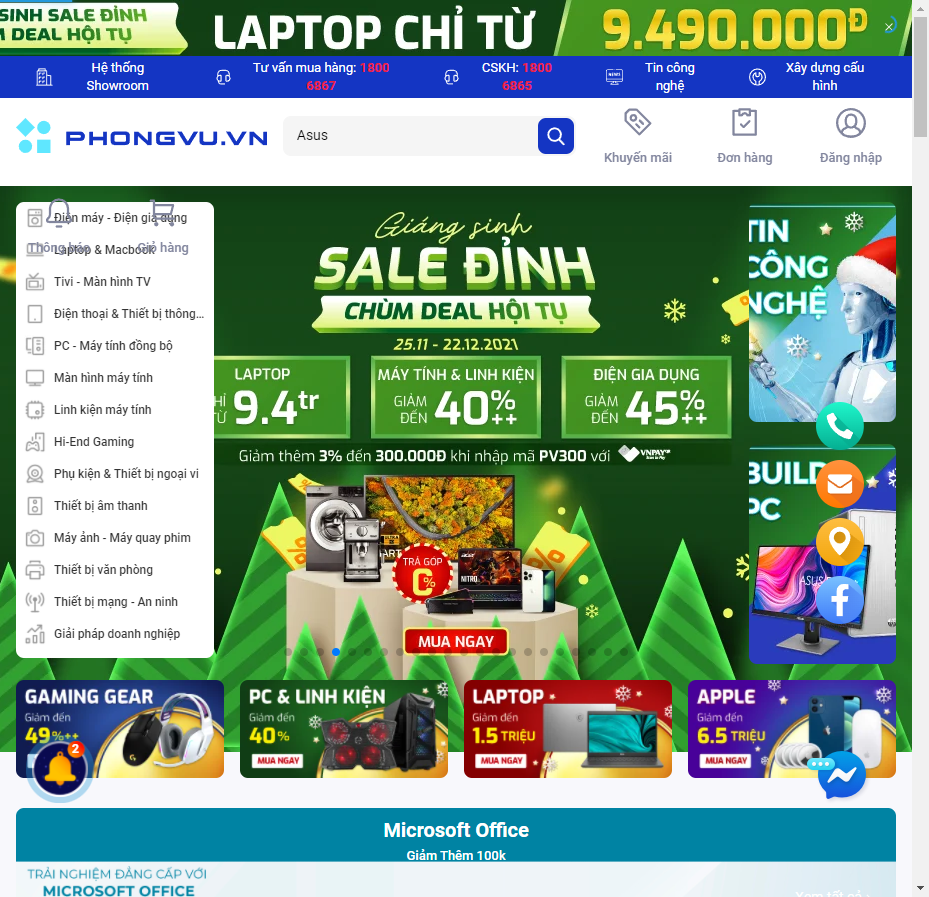 SINH SALE ĐỈNH
M DEAL HỘI TỤ
LAPTOP CHỈ TỪ 9.490.000Đ
Hệ thống Showroom
Tư vấn mua hàng: 1800 6867
CSKH: 1800 6865
Tin công nghệ
Xây dựng cấu hình
PHONGVU.VN
Asus
Khuyến mãi
Đơn hàng
Đăng nhập
Thông báo
Giỏ hàng
Điện máy - Điện gia dụng
Laptop & Macbook
Tivi - Màn hình TV
Điện thoại & Thiết bị thông...
PC - Máy tính đồng bộ
Màn hình máy tính
Linh kiện máy tính
Hi-End Gaming
Phụ kiện & Thiết bị ngoại vi
Thiết bị âm thanh
Máy ảnh - Máy quay phim
Thiết bị văn phòng
Thiết bị mạng - An ninh
Giải pháp doanh nghiệp
Giáng sinh
SALE ĐỈNH
CHÙM DEAL HỘI TỤ
25.11 - 22.12.2021
LAPTOP
HỈ TỪ 9.4tr
MÁY TÍNH & LINH KIỆN
GIẢM ĐẾN 40%++
ĐIỆN GIA DỤNG
GIẢM ĐẾN 45%++
Giảm thêm 3% đến 300.000Đ khi nhập mã PV300 với VNPAY
TRẢ GÓP
0%
acer
NITRO
MUA NGAY
TIN
CÔNG
NGHỆ
BUILD
PC
ASUS
GAMING GEAR
Giảm đến
49%++
2
PC & LINH KIỆN
Giảm đến
40%
MUA NGAY
LAPTOP
Giảm đến
1.5 TRIỆU
MUA NGAY
APPLE
Giảm đến
6.5 TRIỆU
MUA NGAY
Microsoft Office
Giảm Thêm 100k
TRẢI NGHIỆM ĐẲNG CẤP VỚI
MICROSOFT OFFICE
Xem tất cả